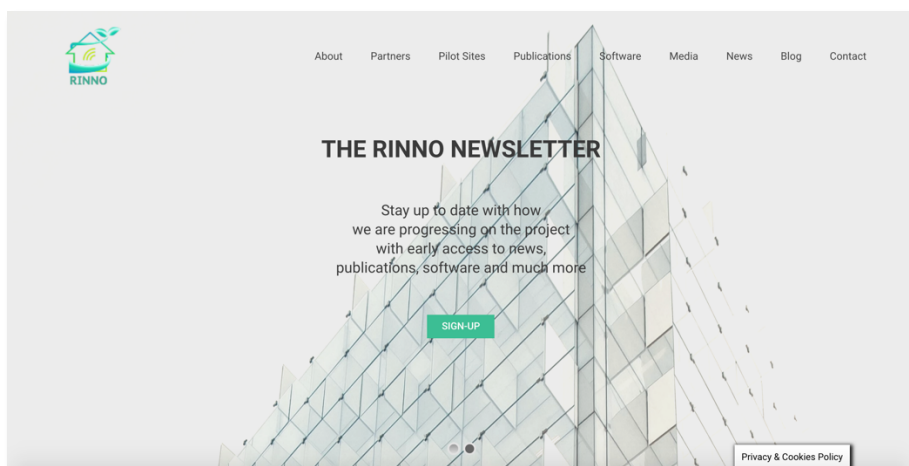 RINNO
About Partners Pilot Sites Publications Software Media News Blog Contact
THE RINNO NEWSLETTER
Stay up to date with how
we are progressing on the project
with early access to news,
publications, software and much more
SIGN-UP
Privacy & Cookies Policy